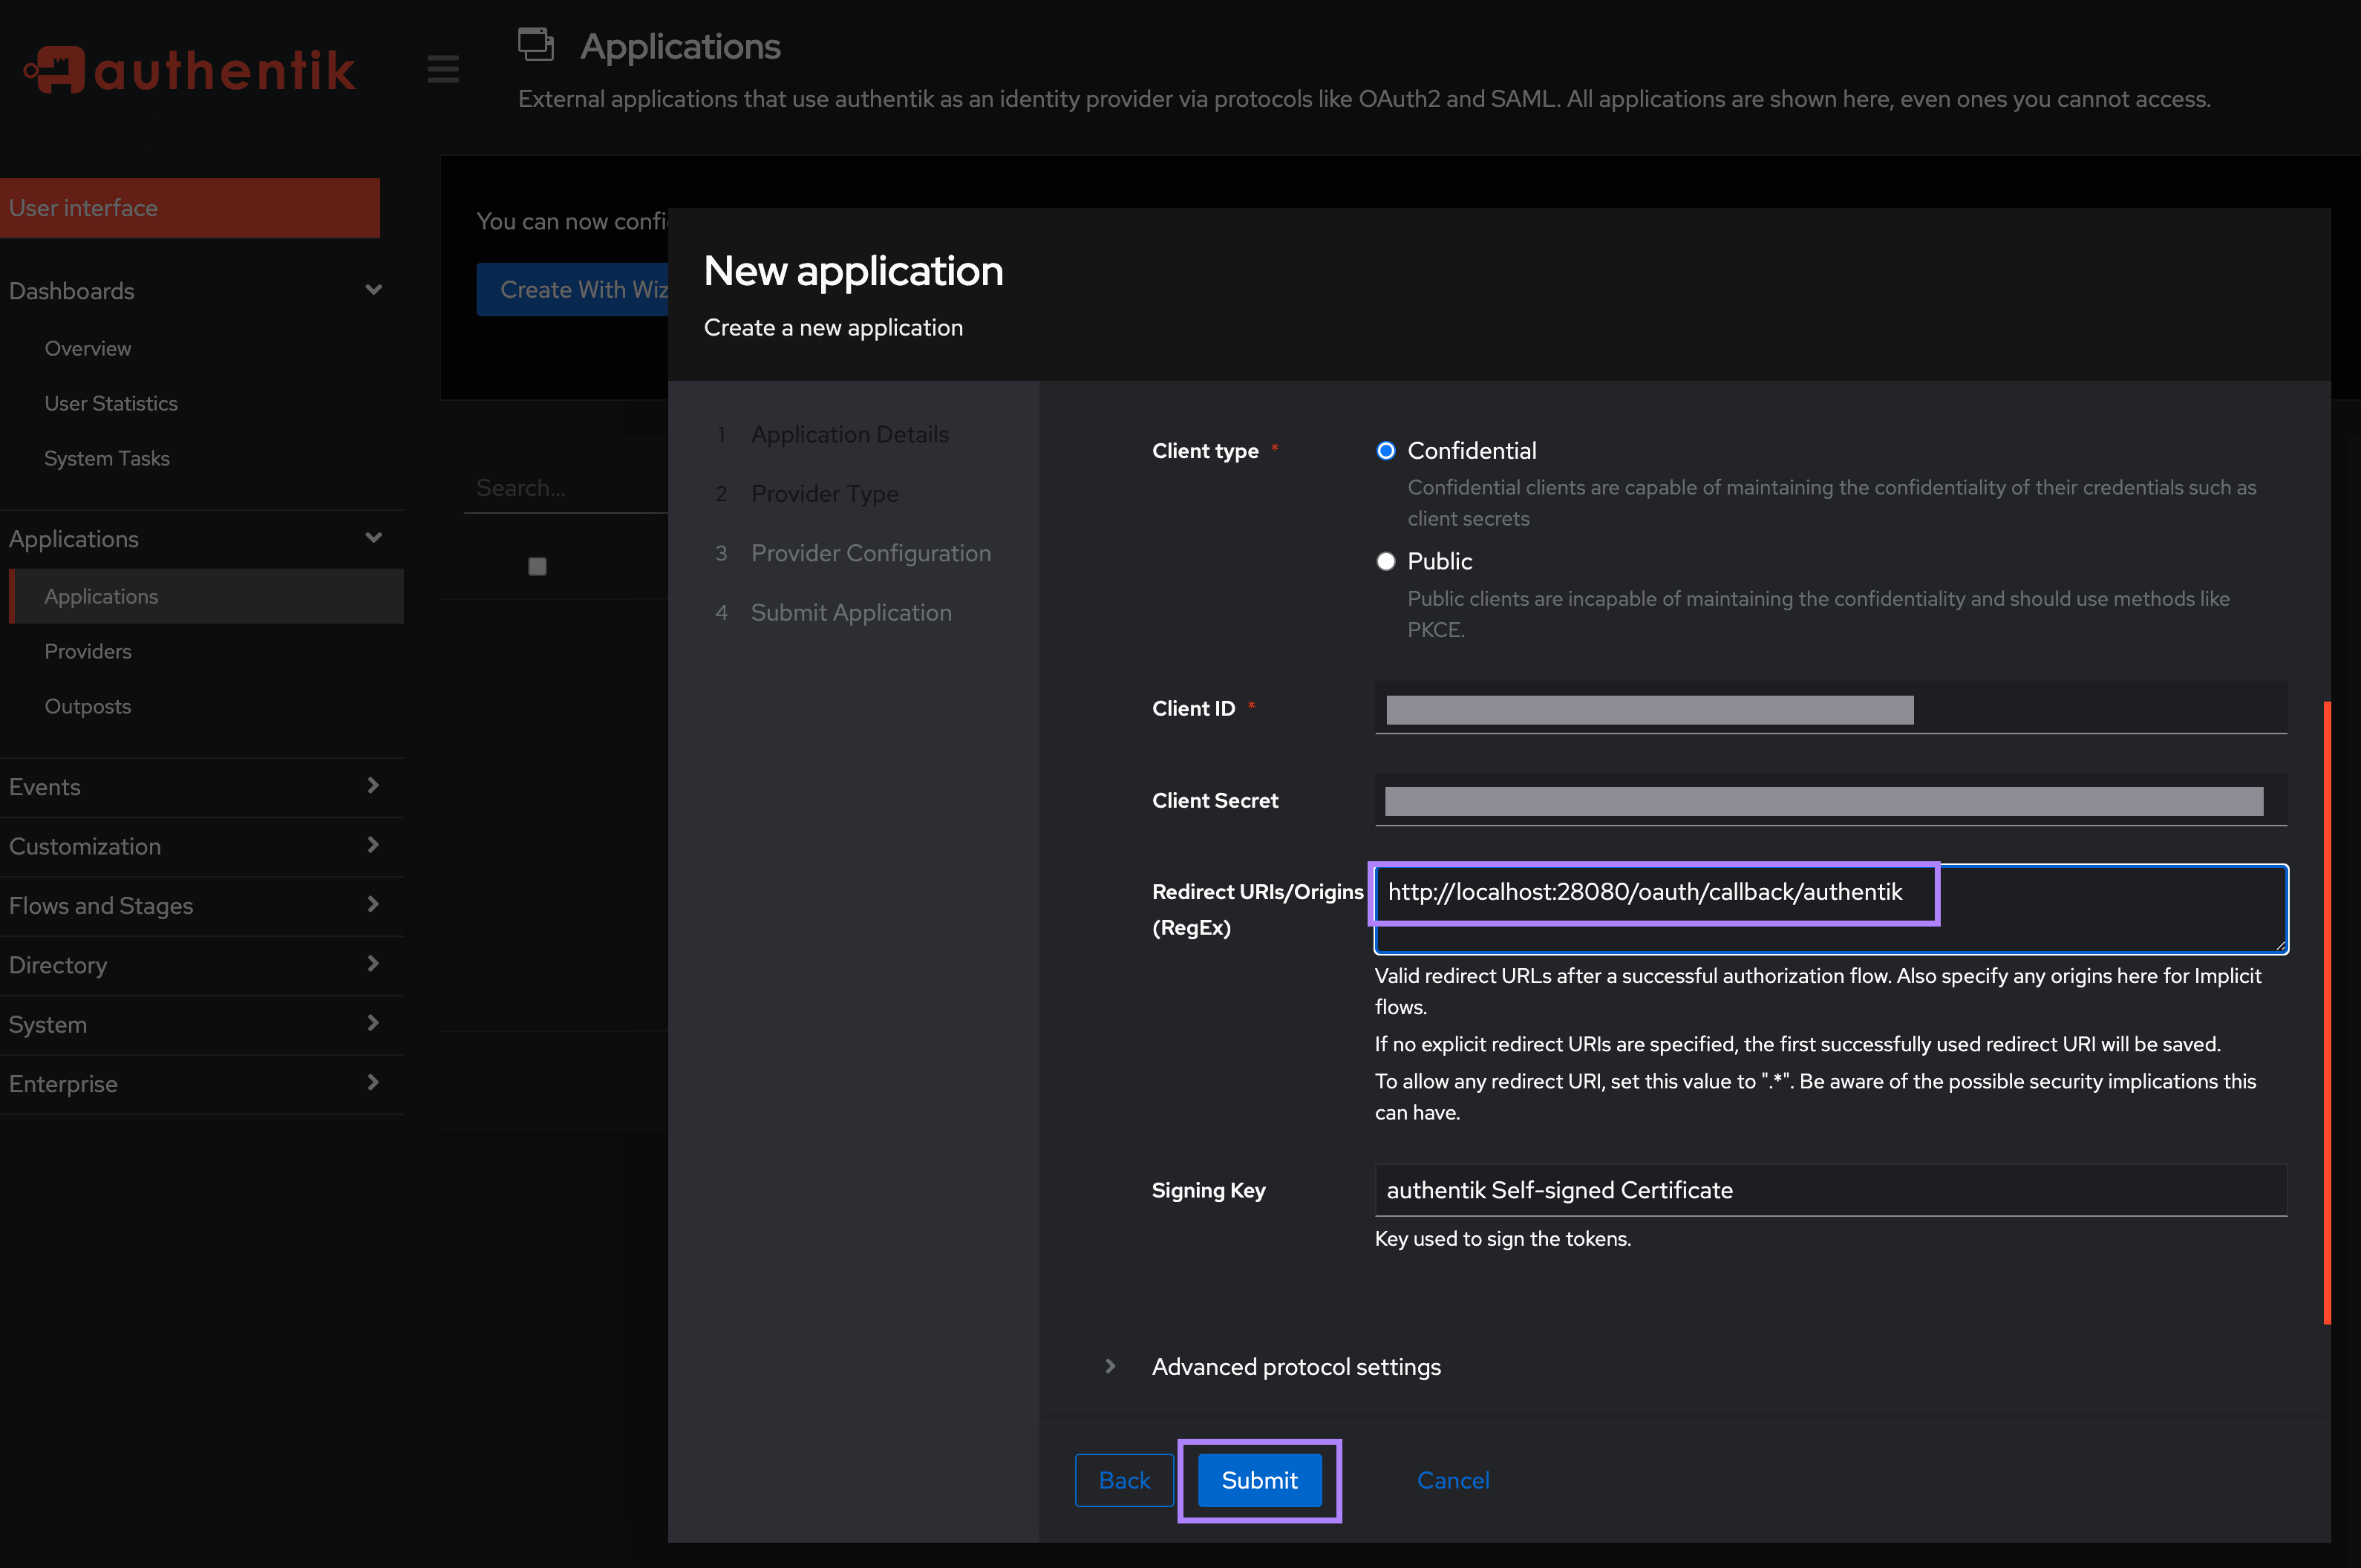 authentik
Applications
External applications that use authentik as an identity provider via protocols like OAuth2 and SAML. All applications are shown here, even ones you cannot access.
User interface
Dashboards
Overview
User Statistics
System Tasks
Applications
Applications
Providers
Outposts
Events
Customization
Flows and Stages
Directory
System
Enterprise
You can now confi
Create With Wiz
Search...
New application
Create a new application
1 Application Details
2 Provider Type
3 Provider Configuration
4 Submit Application
Client type *
Confidential
Confidential clients are capable of maintaining the confidentiality of their credentials such as
client secrets
Public
Public clients are incapable of maintaining the confidentiality and should use methods like
PKCE.
Client ID *
Client Secret
Redirect URIs/Origins
(RegEx)
http://localhost:28080/oauth/callback/authentik
Valid redirect URLs after a successful authorization flow. Also specify any origins here for Implicit
flows.
If no explicit redirect URIs are specified, the first successfully used redirect URI will be saved.
To allow any redirect URI, set this value to ".*". Be aware of the possible security implications this
can have.
Signing Key
authentik Self-signed Certificate
Key used to sign the tokens.
Advanced protocol settings
Back
Submit
Cancel